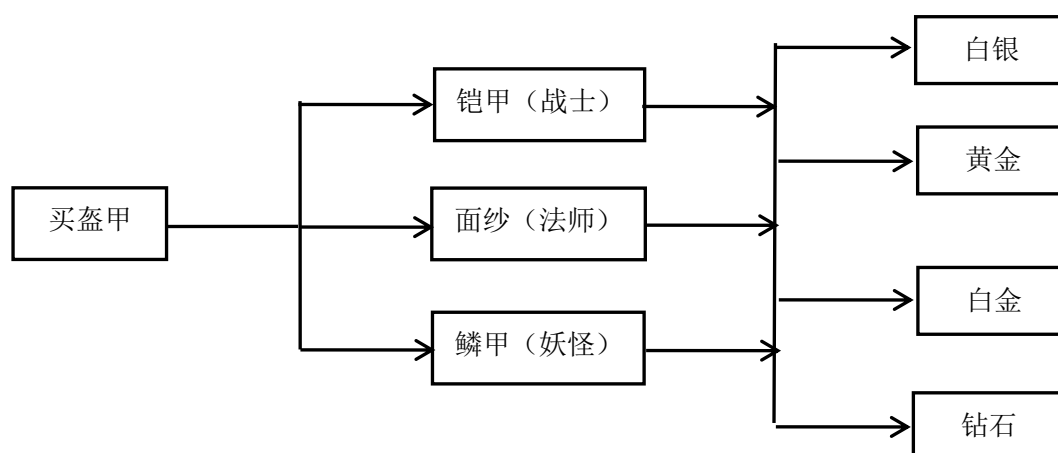 买盔甲
铠甲（战士）
面纱（法师）
鳞甲（妖怪）
白银
黄金
白金
钻石